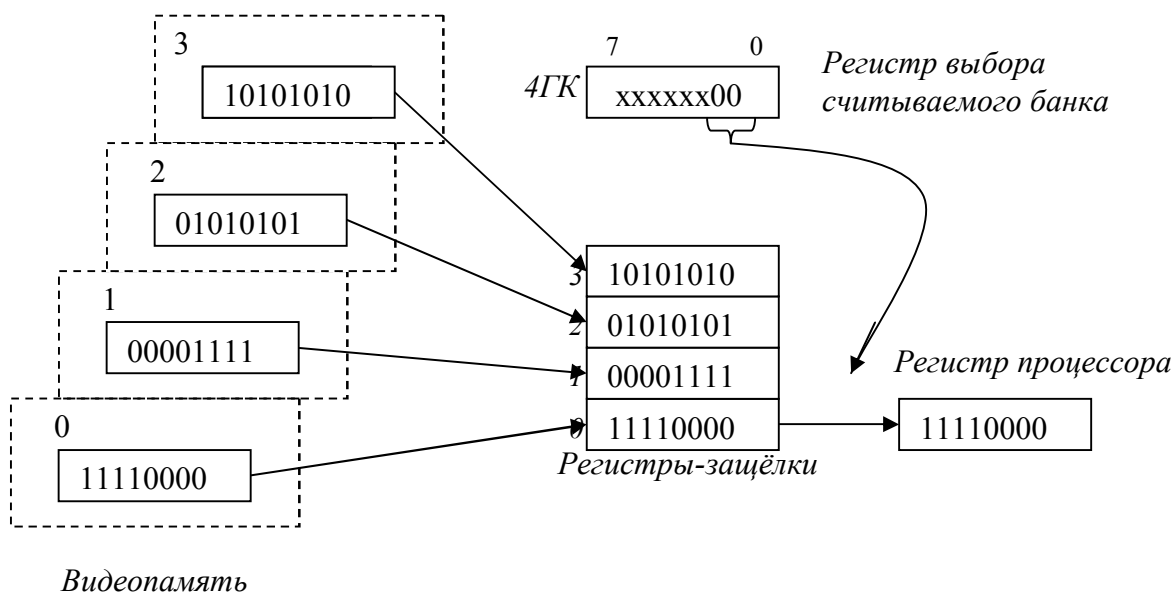 3
10101010
2
01010101
1
00001111
0
11110000
Видеопамять
7 0
4ГК xxxxxx00
Регистр выбора
считываемого банка
3 10101010
2 01010101
1 00001111
0 11110000
Регистры-защёлки
Регистр процессора
11110000